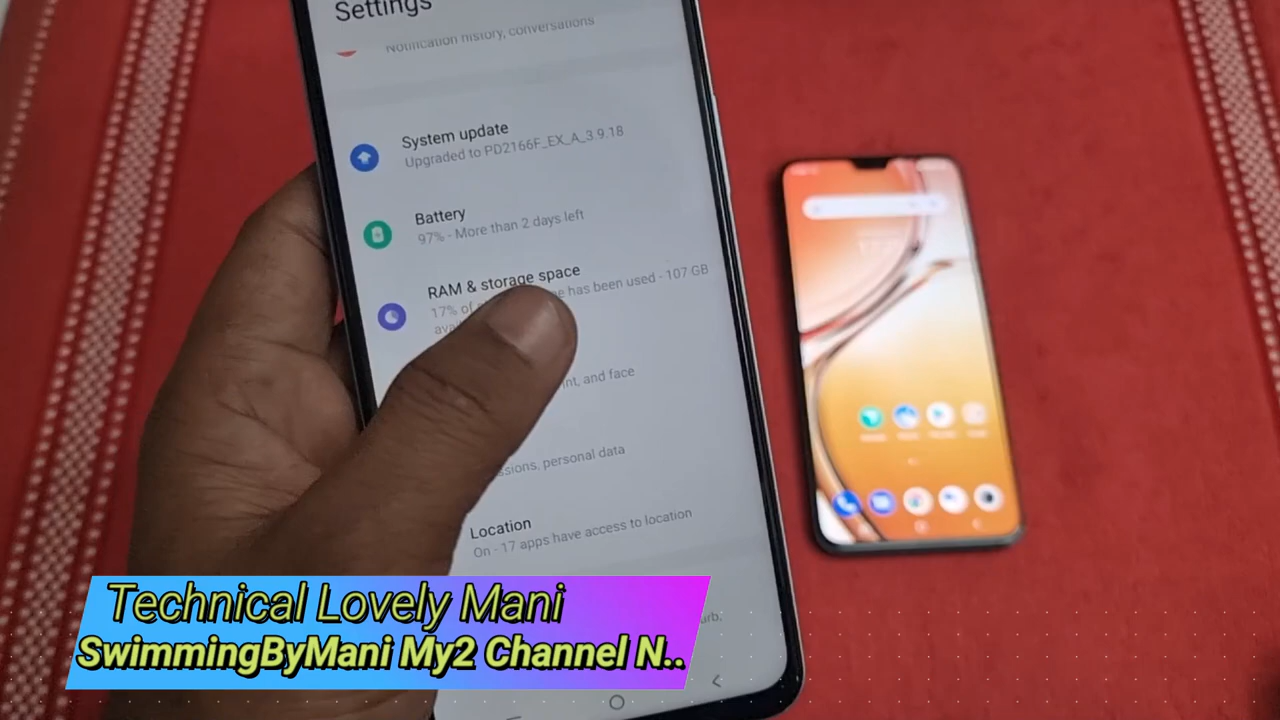 Settings
Notification history, conversations
System update
Upgraded to PD2166F_EX_A_3.9.18
Battery
97% - More than 2 days left
RAM & storage space
17% of has been used - 107 GB
and face
personal data
Location
On - 17 apps have access to location
Technical Lovely Mani
SwimmingByMani My2 Channel N..